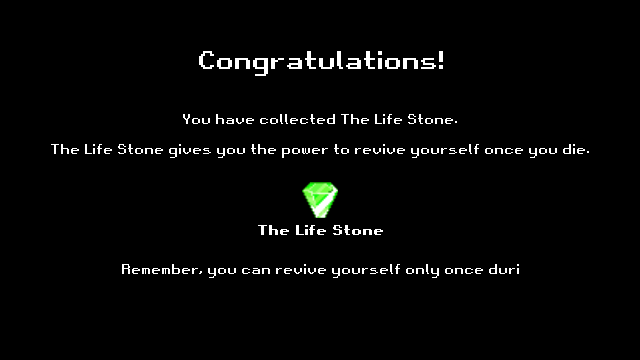 Congratulations!
You have collected The Life Stone.
The Life Stone gives you the power to revive yourself once you die.
The Life Stone
Remember, you can revive yourself only once duri